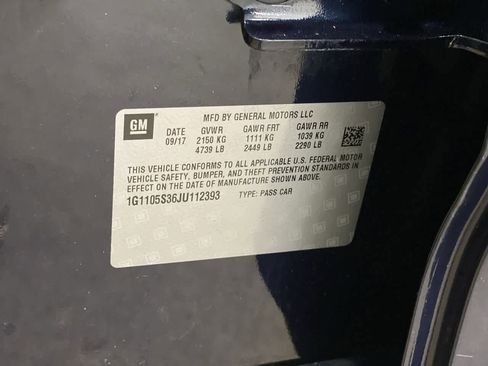 GM
MFD BY GENERAL MOTORS LLC
DATE GVWR GAWR FRT GAWR RR
09/17 2150 KG 1111 KG 1039 KG
4739 LB 2449 LB 2290 LB
THIS VEHICLE CONFORMS TO ALL APPLICABLE U.S. FEDERAL MOTOR
VEHICLE SAFETY, BUMPER, AND THEFT PREVENTION STANDARDS IN
EFFECT ON THE DATE OF MANUFACTURE SHOWN ABOVE.
1G1105S36JU112393
TYPE: PASS CAR